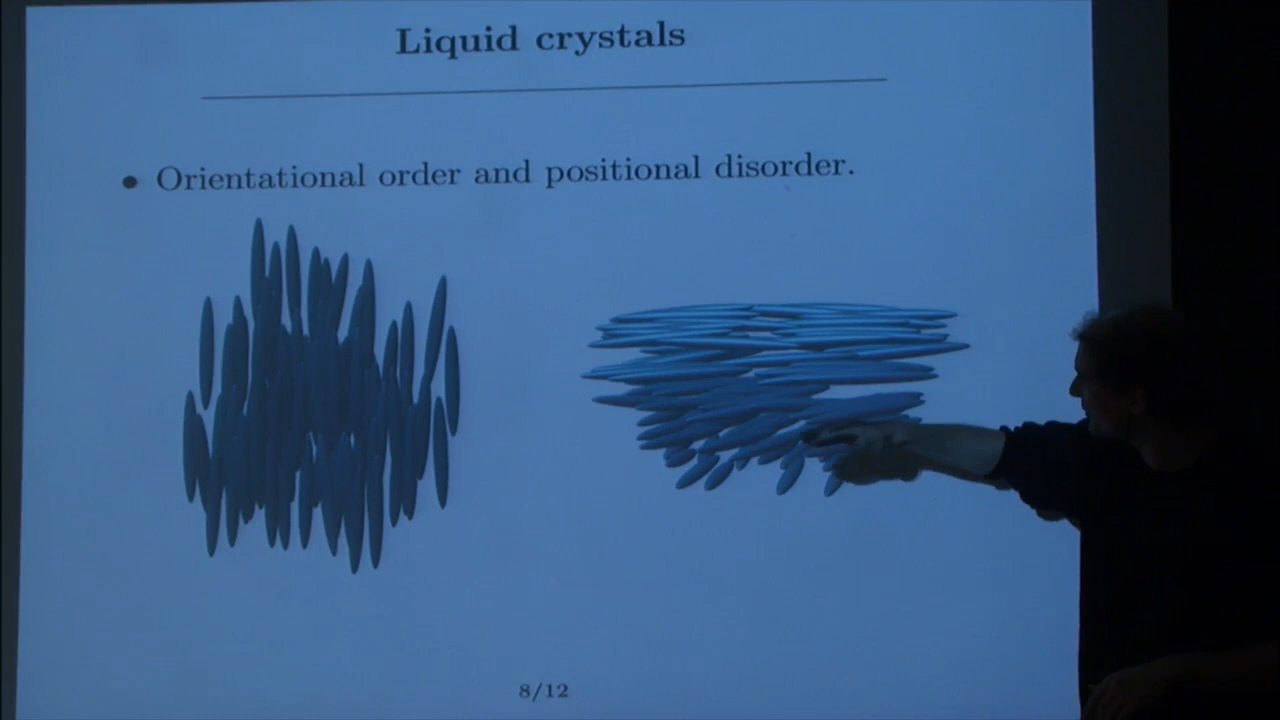 Liquid crystals
• Orientational order and positional disorder.
8/12